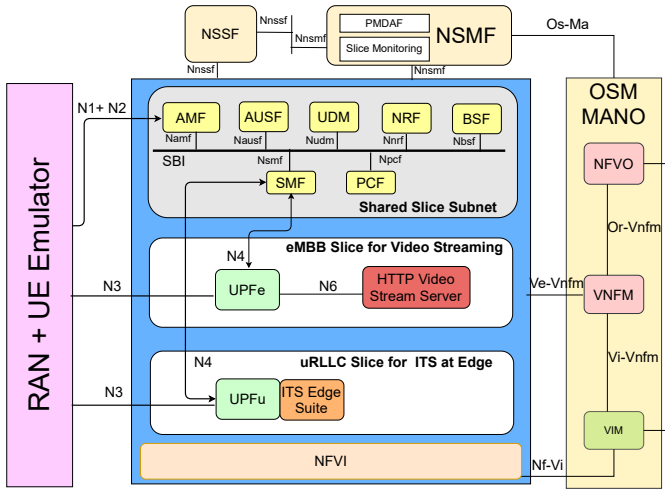 NSSF
Nnssf
Nnsmf
PMDAF
Slice Monitoring
NSMF
Os-Ma
Nnssf
Nnsmf
OSM
MANO
N1+ N2
AMF
AUSF
UDM
NRF
BSF
Namf
Nausf
Nudm
Nnrf
Nbsf
SBI
Nsmf
Npcf
SMF
PCF
Shared Slice Subnet
NFVO
Or-Vnfm
RAN + UE Emulator
eMBB Slice for Video Streaming
N4
N3
UPFe
N6
HTTP Video
Stream Server
Ve-Vnfm
VNFM
Vi-Vnfm
N4
uRLLC Slice for ITS at Edge
N3
UPFu
ITS Edge
Suite
VIM
NFVI
Nf-Vi